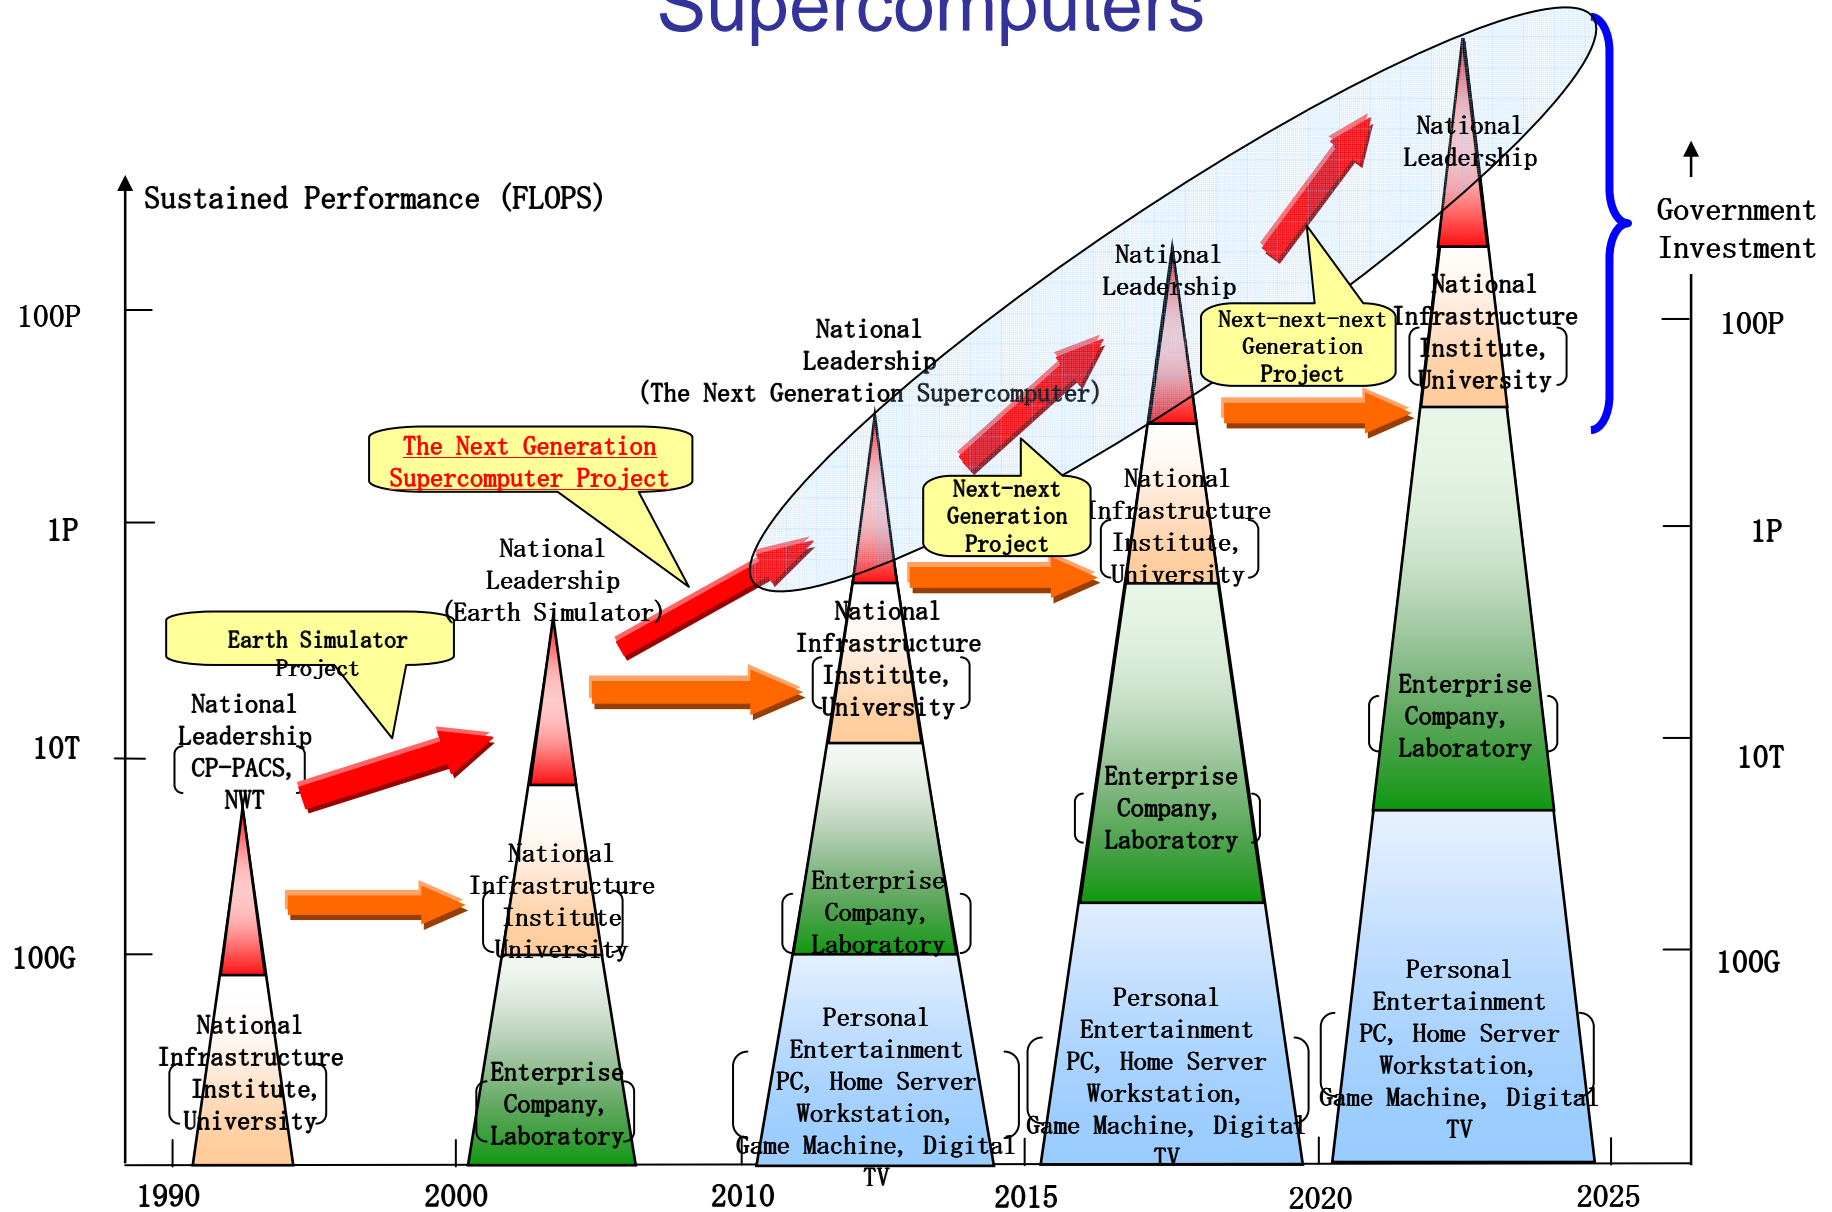 Supercomputers
Sustained Performance (FLOPS)
100P
1P
10T
100G
Government
Investment
100P
1P
10T
100G
Earth Simulator
Project
The Next Generation
Supercomputer Project
Next-next
Generation
Project
Next-next-next
Generation
Project
National
Leadership
CP-PACS,
NWT
National
Infrastructure
Institute,
University
National
Leadership
(Earth Simulator)
National
Infrastructure
Institute
University
Enterprise
Company,
Laboratory
National
Leadership
(The Next Generation Supercomputer)
National
Infrastructure
Institute,
University
Enterprise
Company,
Laboratory
Personal
Entertainment
PC, Home Server
Workstation,
Game Machine, Digital
TV
National
Leadership
National
Infrastructure
Institute,
University
Enterprise
Company,
Laboratory
Personal
Entertainment
PC, Home Server
Workstation,
Game Machine, Digital
TV
National
Leadership
National
Infrastructure
Institute,
University
Enterprise
Company,
Laboratory
Personal
Entertainment
PC, Home Server
Workstation,
Game Machine, Digital
TV
1990
2000
2010
2015
2020
2025